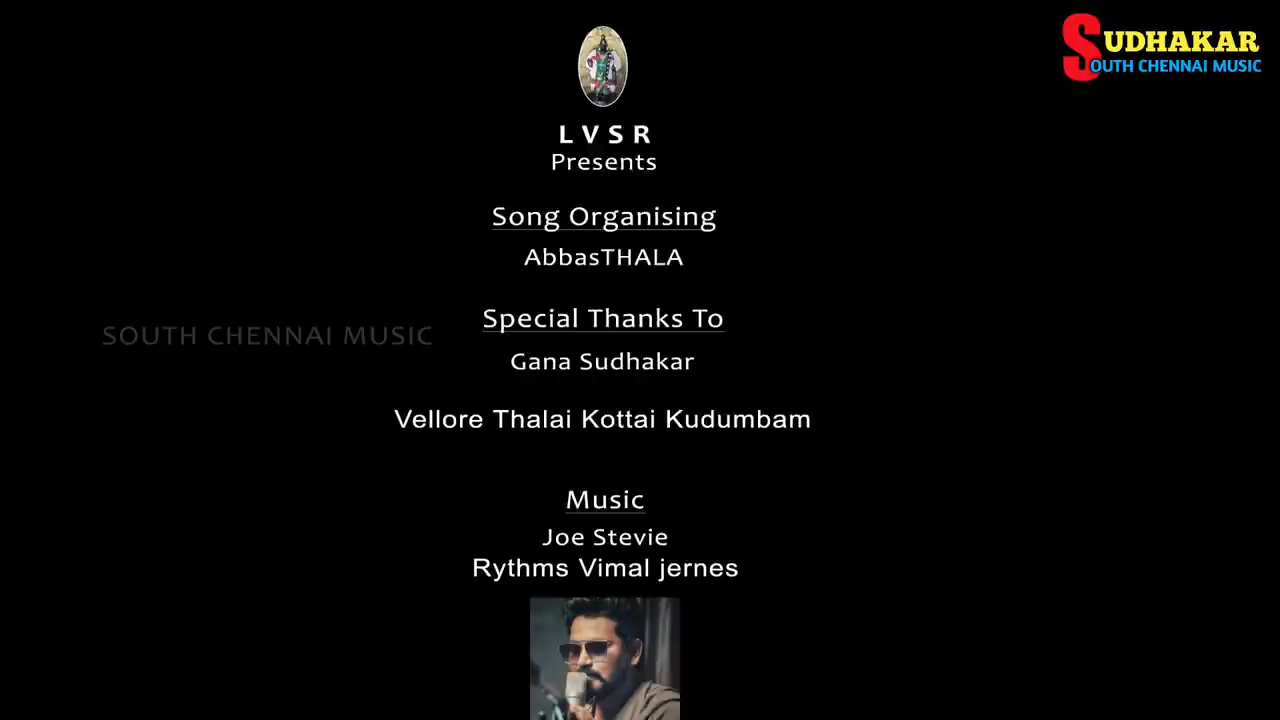 SUDHAKAR
SOUTH CHENNAI MUSIC
L V S R
Presents
Song Organising
AbbasTHALA
Special Thanks To
SOUTH CHENNAI MUSIC
Gana Sudhakar
Vellore Thalai Kottai Kudumbam
Music
Joe Stevie
Rythms Vimal jernes